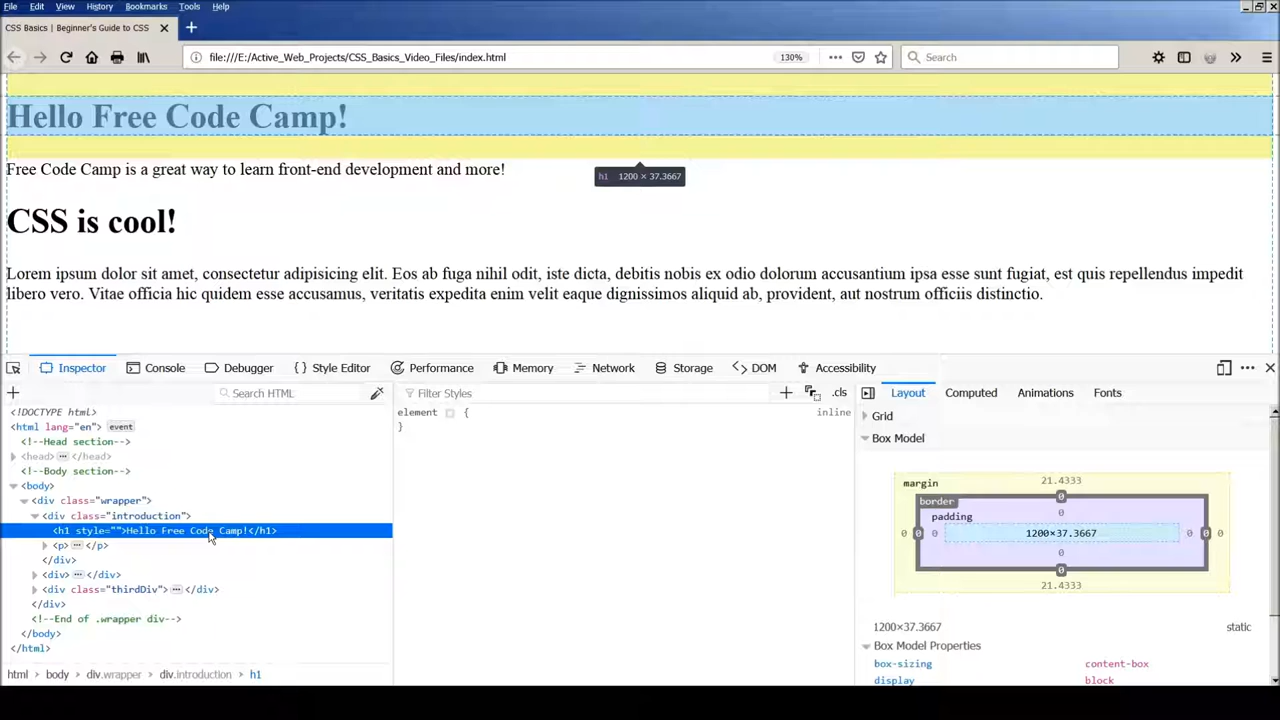 File Edit View History Bookmarks Tools Help
CSS Basics | Beginner's Guide to CSS
file:///E:/Active_Web_Projects/CSS_Basics_Video_Files/index.html 130% Search
Hello Free Code Camp!
Free Code Camp is a great way to learn front-end development and more!
h1 1200 × 37.3667
CSS is cool!
Lorem ipsum dolor sit amet, consectetur adipisicing elit. Eos ab fuga nihil odit, iste dicta, debitis nobis ex odio dolorum accusantium ipsa esse sunt fugiat, est quis repellendus impedit
libero vero. Vitae officia hic quidem esse accusamus, veritatis expedita enim velit eaque dignissimos aliquid ab, provident, aut nostrum officiis distinctio.
Inspector Console Debugger { } Style Editor Performance Memory Network Storage DOM Accessibility
Search HTML
<!DOCTYPE html>
<html lang="en"> event
<!--Head section-->
<head> ••• </head>
<!--Body section-->
<body>
<div class="wrapper">
<div class="introduction">
<h1 style="">Hello Free Code Camp!</h1>
<p> ••• </p>
</div>
<div> ••• </div>
<div class="thirdDiv"> ••• </div>
</div>
<!--End of .wrapper div-->
</body>
</html>
html > body > div.wrapper > div.introduction > h1
Filter Styles + .cls
element { inline
}
Layout Computed Animations Fonts
Grid
Box Model
margin 21.4333
border 0
padding 0
0 0 0 1200×37.3667 0 0 0
0
0
21.4333
1200×37.3667 static
Box Model Properties
box-sizing content-box
display block